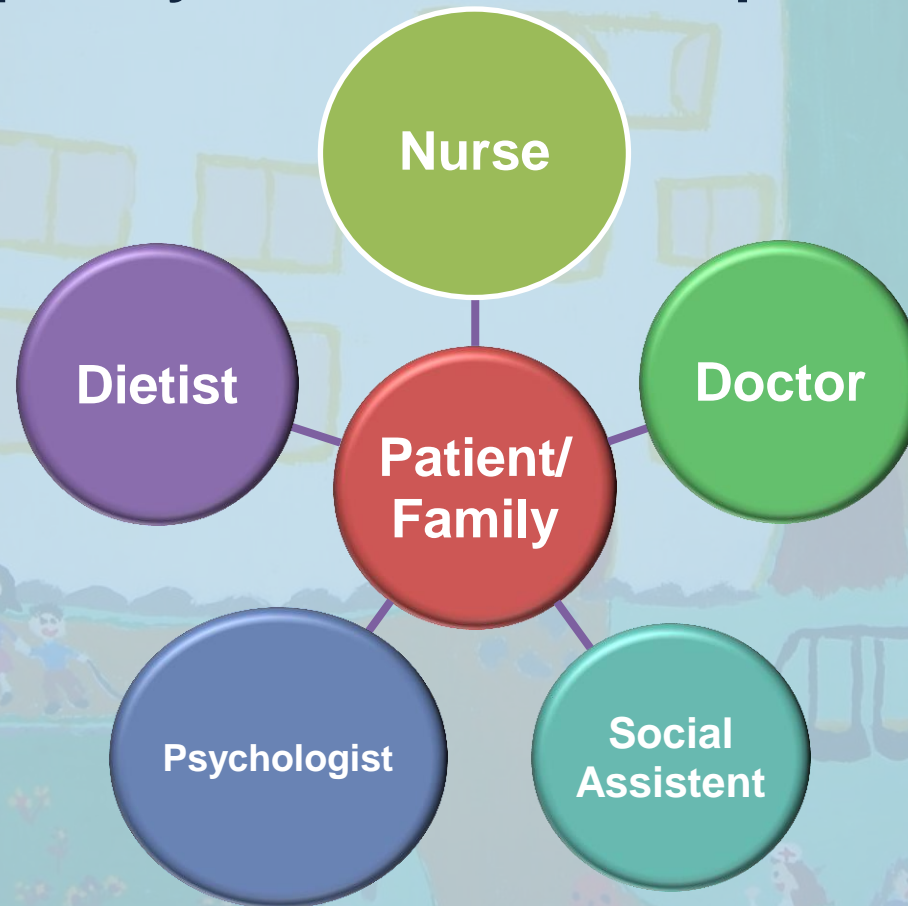 Nurse
Dietist
Doctor
Patient/
Family
Psychologist
Social
Assistent